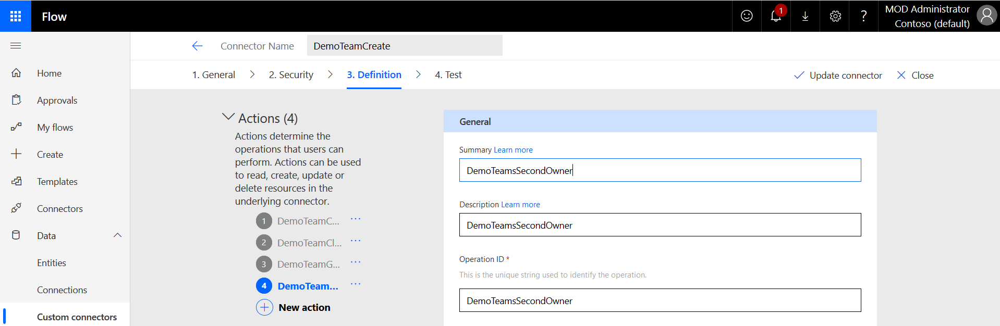 Flow
1
?
MOD Administrator
Contoso (default)
Connector Name
DemoTeamCreate
1. General
2. Security
3. Definition
4. Test
Update connector
Close
Home
Approvals
My flows
Create
Templates
Connectors
Data
Entities
Connections
Custom connectors
Actions (4)
Actions determine the
operations that users can
perform. Actions can be used
to read, create, update or
delete resources in the
underlying connector.
1 DemoTeamC... ...
2 DemoTeamCl... ...
3 DemoTeamG... ...
4 DemoTeam... ...
New action
General
Summary Learn more
DemoTeamsSecondOwner
Description Learn more
DemoTeamsSecondOwner
Operation ID *
This is the unique string used to identify the operation.
DemoTeamsSecondOwner